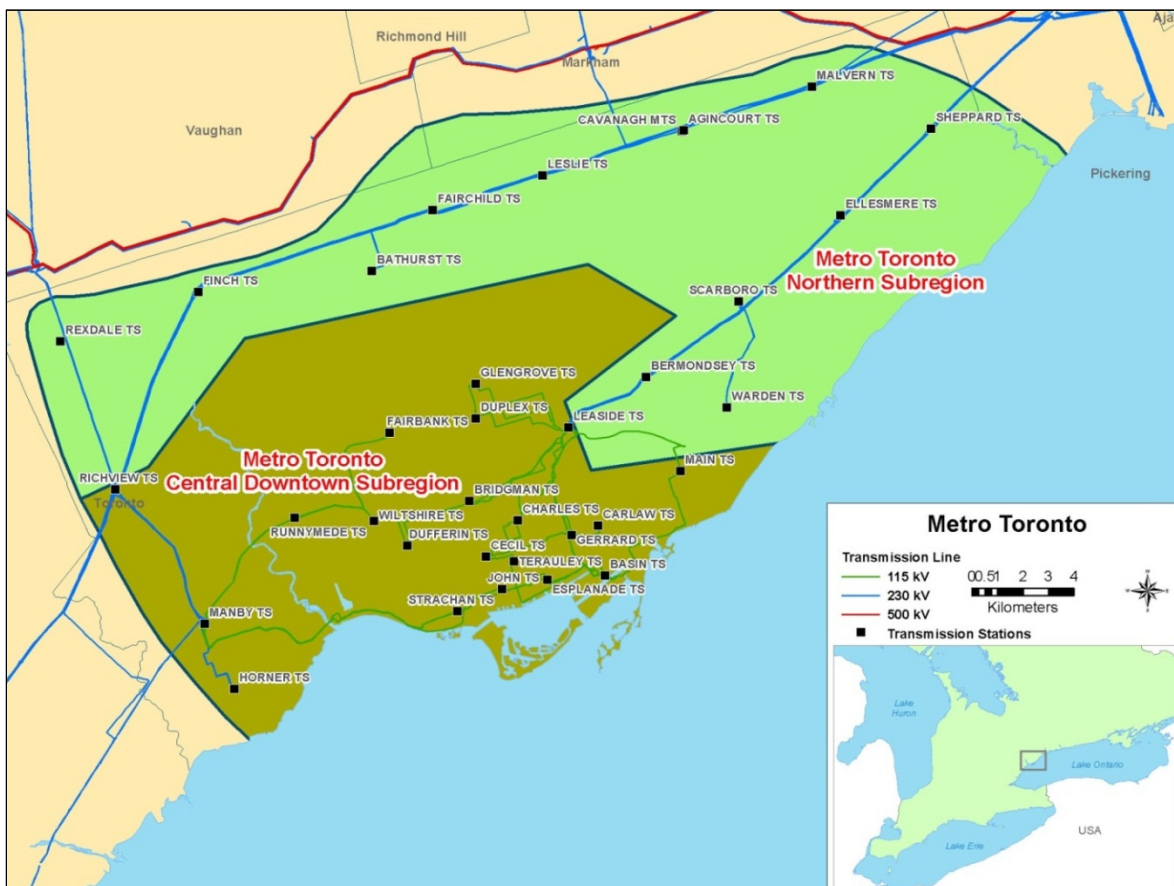 Richmond Hill
Markham
Vaughan
MALVERN TS
CAVANAGH MTS
AGINCOURT TS
SHEPPARD TS
Pickering
LESLIE TS
FAIRCHILD TS
ELLESMERE TS
BATHURST TS
FINCH TS
Metro Toronto
Northern Subregion
SCARBORO TS
REXDALE TS
BERMONDSEY TS
GLENGROVE TS
WARDEN TS
DUPLEX TS
LEASIDE TS
FAIRBANK TS
MAIN TS
Metro Toronto
Central Downtown Subregion
RICHVIEW TS
Toronto
BRIDGMAN TS
CHARLES TS
CARLAW TS
WILTSHIRE TS
RUNNYMEDE TS
DUFFERIN TS
GERRARD TS
CECIL TS
TERAULEY TS
BASIN TS
JOHN TS
ESPLANADE TS
STRACHAN TS
MANBY TS
HORNER TS
Metro Toronto
Transmission Line
115 kV
230 kV
500 kV
Transmission Stations
00.51 2 3 4
Kilometers
Lake
Huron
Lake Ontario
USA
Lake Erie